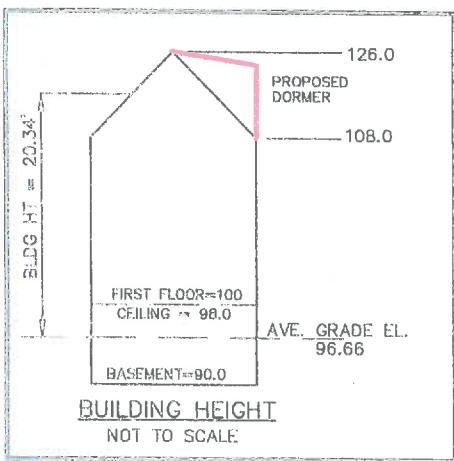 126.0
PROPOSED
DORMER
108.0
BLDG HT = 20.34'
FIRST FLOOR=100
CEILING = 98.0
AVE. GRADE EL.
96.66
BASEMENT=90.0
BUILDING HEIGHT
NOT TO SCALE